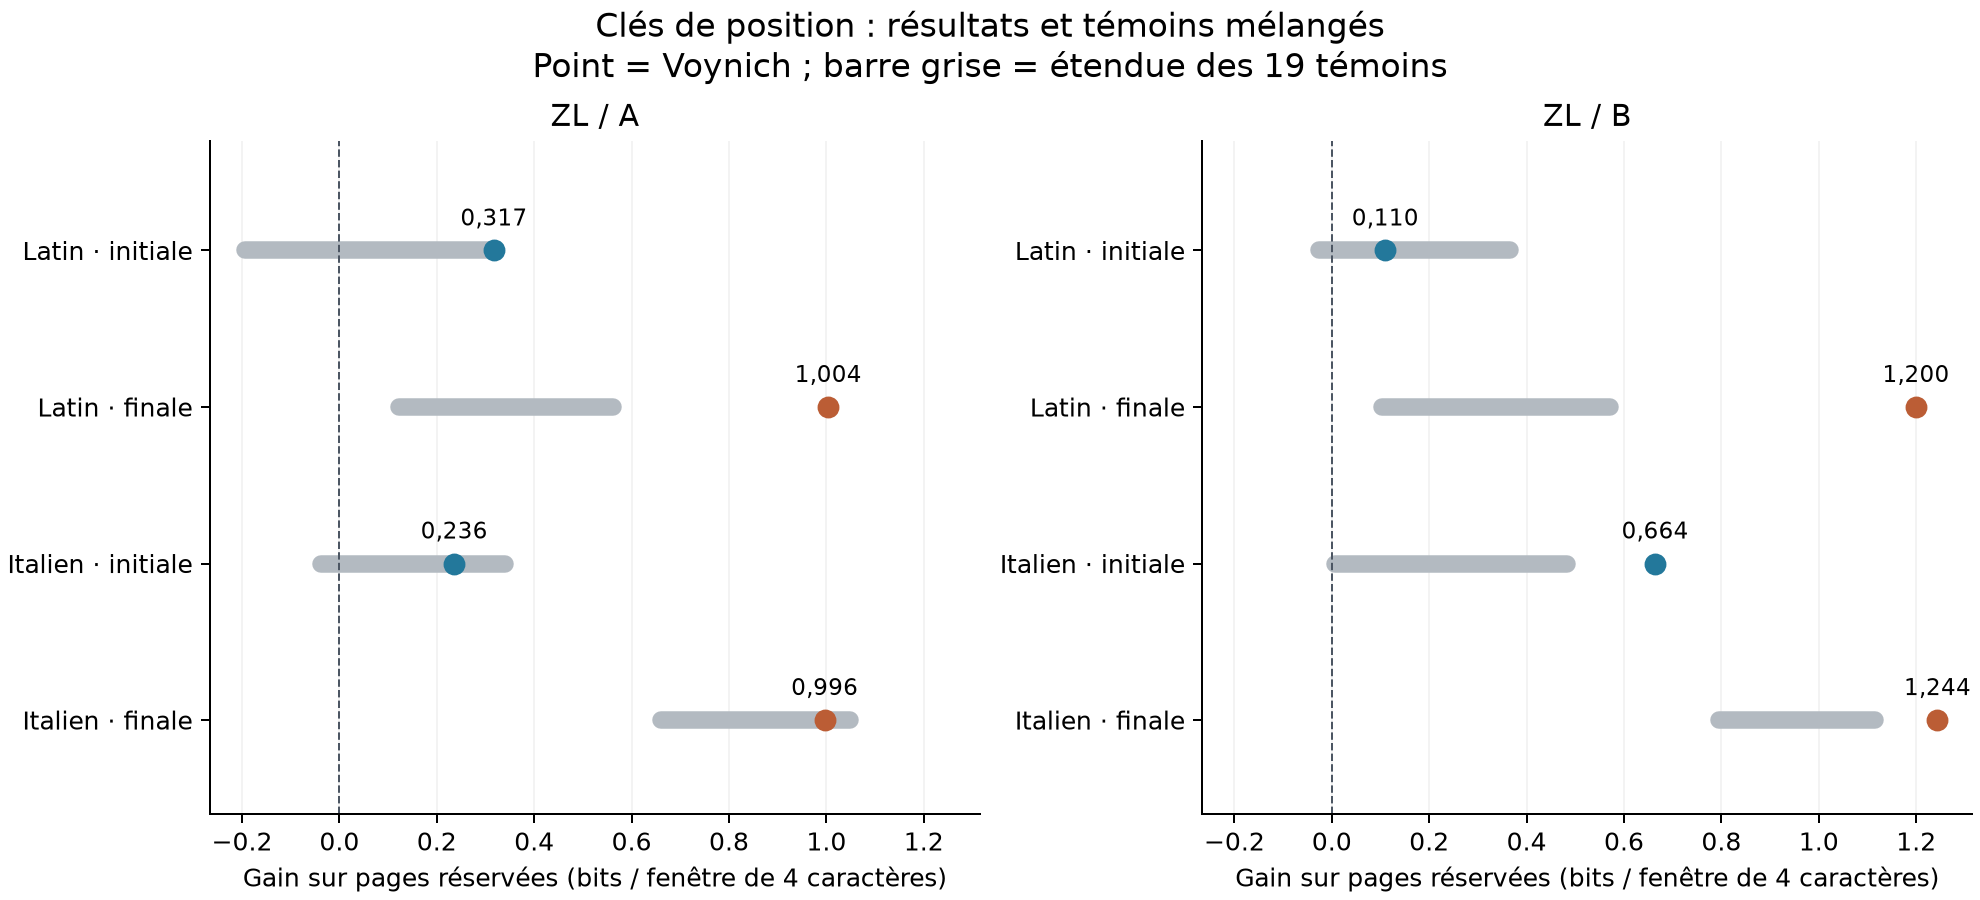 Clés de position : résultats et témoins mélangés
Point = Voynich ; barre grise = étendue des 19 témoins
ZL / A
Latin · initiale
0,317
Latin · finale
1,004
Italien · initiale
0,236
Italien · finale
0,996
−0.2 0.0 0.2 0.4 0.6 0.8 1.0 1.2
Gain sur pages réservées (bits / fenêtre de 4 caractères)
ZL / B
Latin · initiale
0,110
Latin · finale
1,200
Italien · initiale
0,664
Italien · finale
1,244
−0.2 0.0 0.2 0.4 0.6 0.8 1.0 1.2
Gain sur pages réservées (bits / fenêtre de 4 caractères)